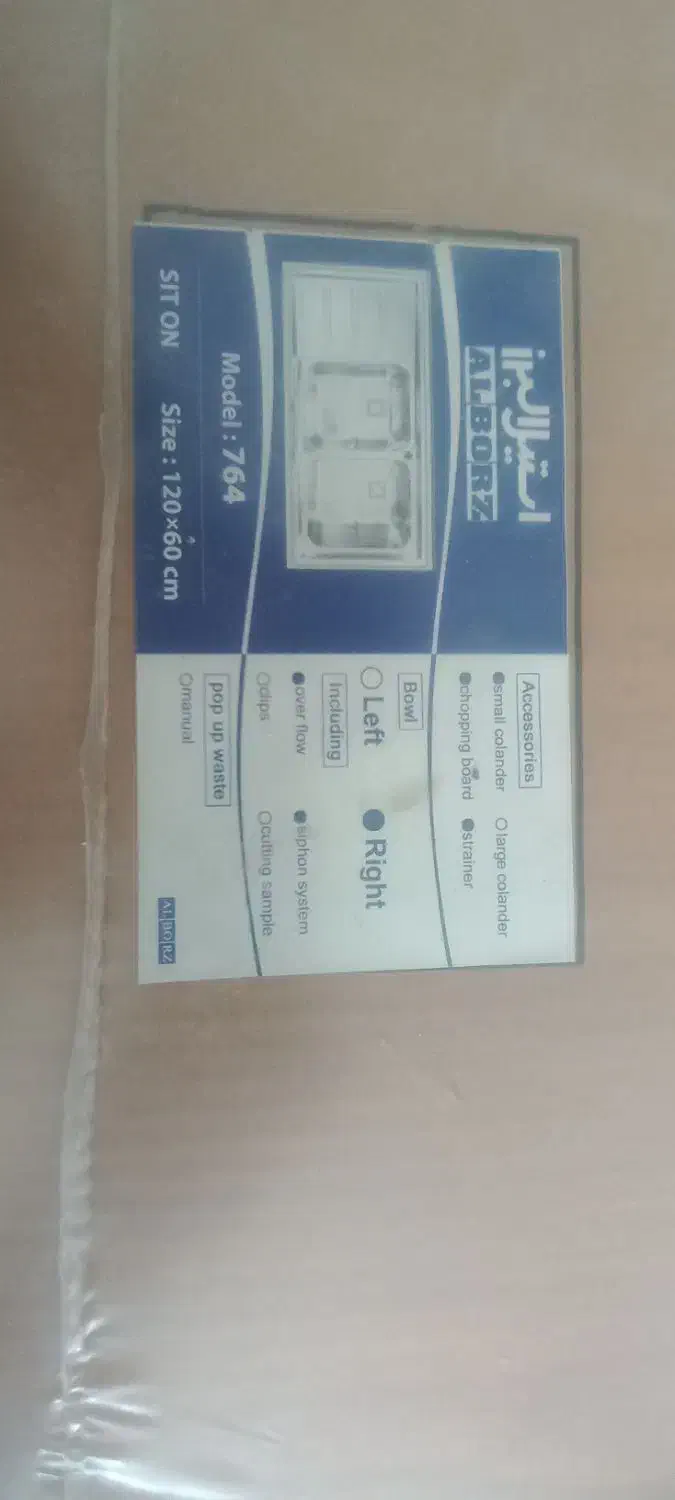 استیل البرز
ALBORZ
Model : 764
SIT ON Size : 120×60 cm
Accessories
●small colander ○large colander
●chopping board ●strainer
Bowl
○Left ●Right
Including
●over flow ●siphon system
○clips ○cutting sample
pop up waste
○manual
ALBORZ